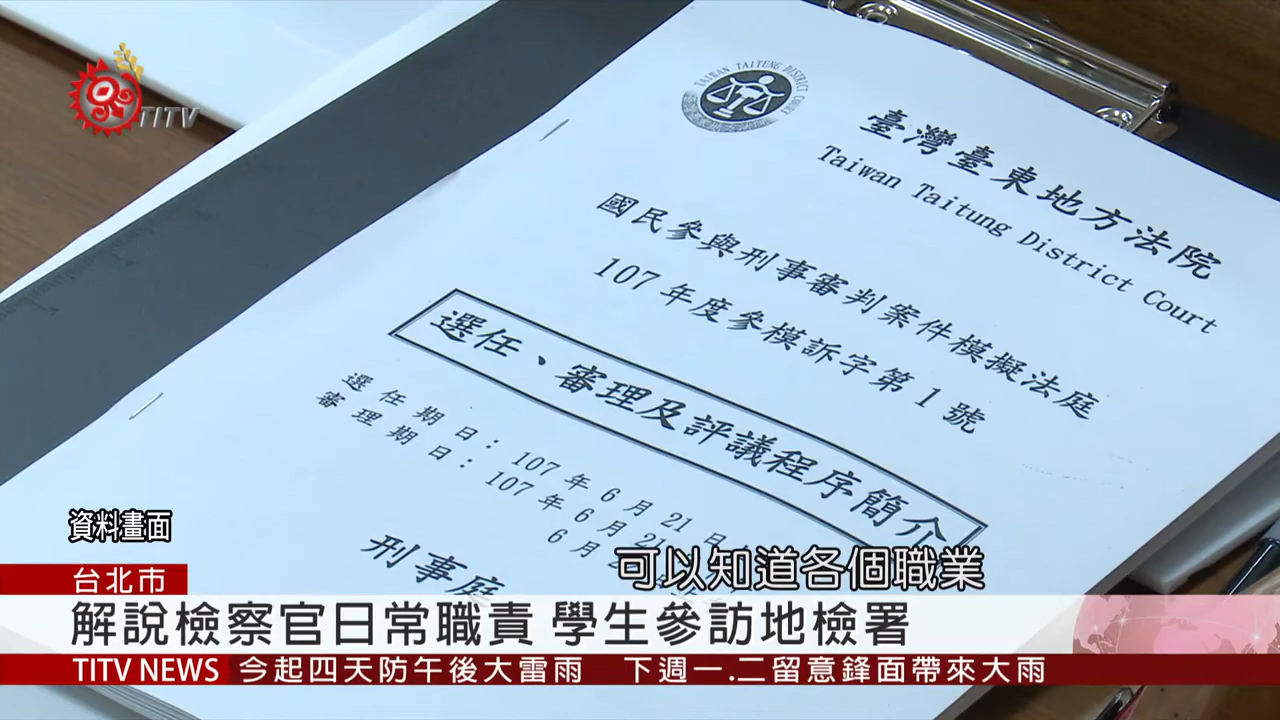 TITV
TAIWAN TAITUNG DISTRICT COURT
臺灣臺東地方法院
Taiwan Taitung District Court
國民參與刑事審判案件模擬法庭
107年度參模訴字第1號
選任、審理及評議程序簡介
選任期日：107年6月21日
審理期日：107年6月21
6月2
刑事庭
資料畫面
可以知道各個職業
台北市
解說檢察官日常職責 學生參訪地檢署
TITV NEWS 今起四天防午後大雷雨 下週一.二留意鋒面帶來大雨